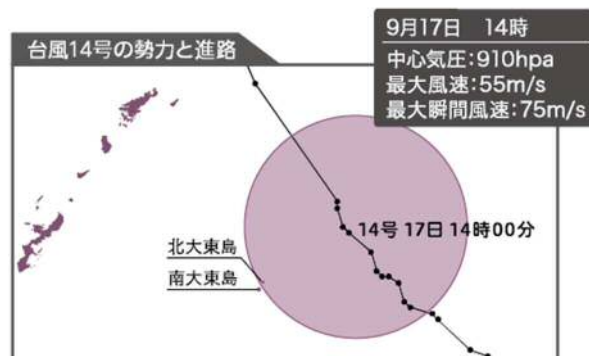 台風14号の勢力と進路
9月17日 14時
中心気圧:910hpa
最大風速:55m/s
最大瞬間風速:75m/s
14号 17日 14時00分
北大東島
南大東島